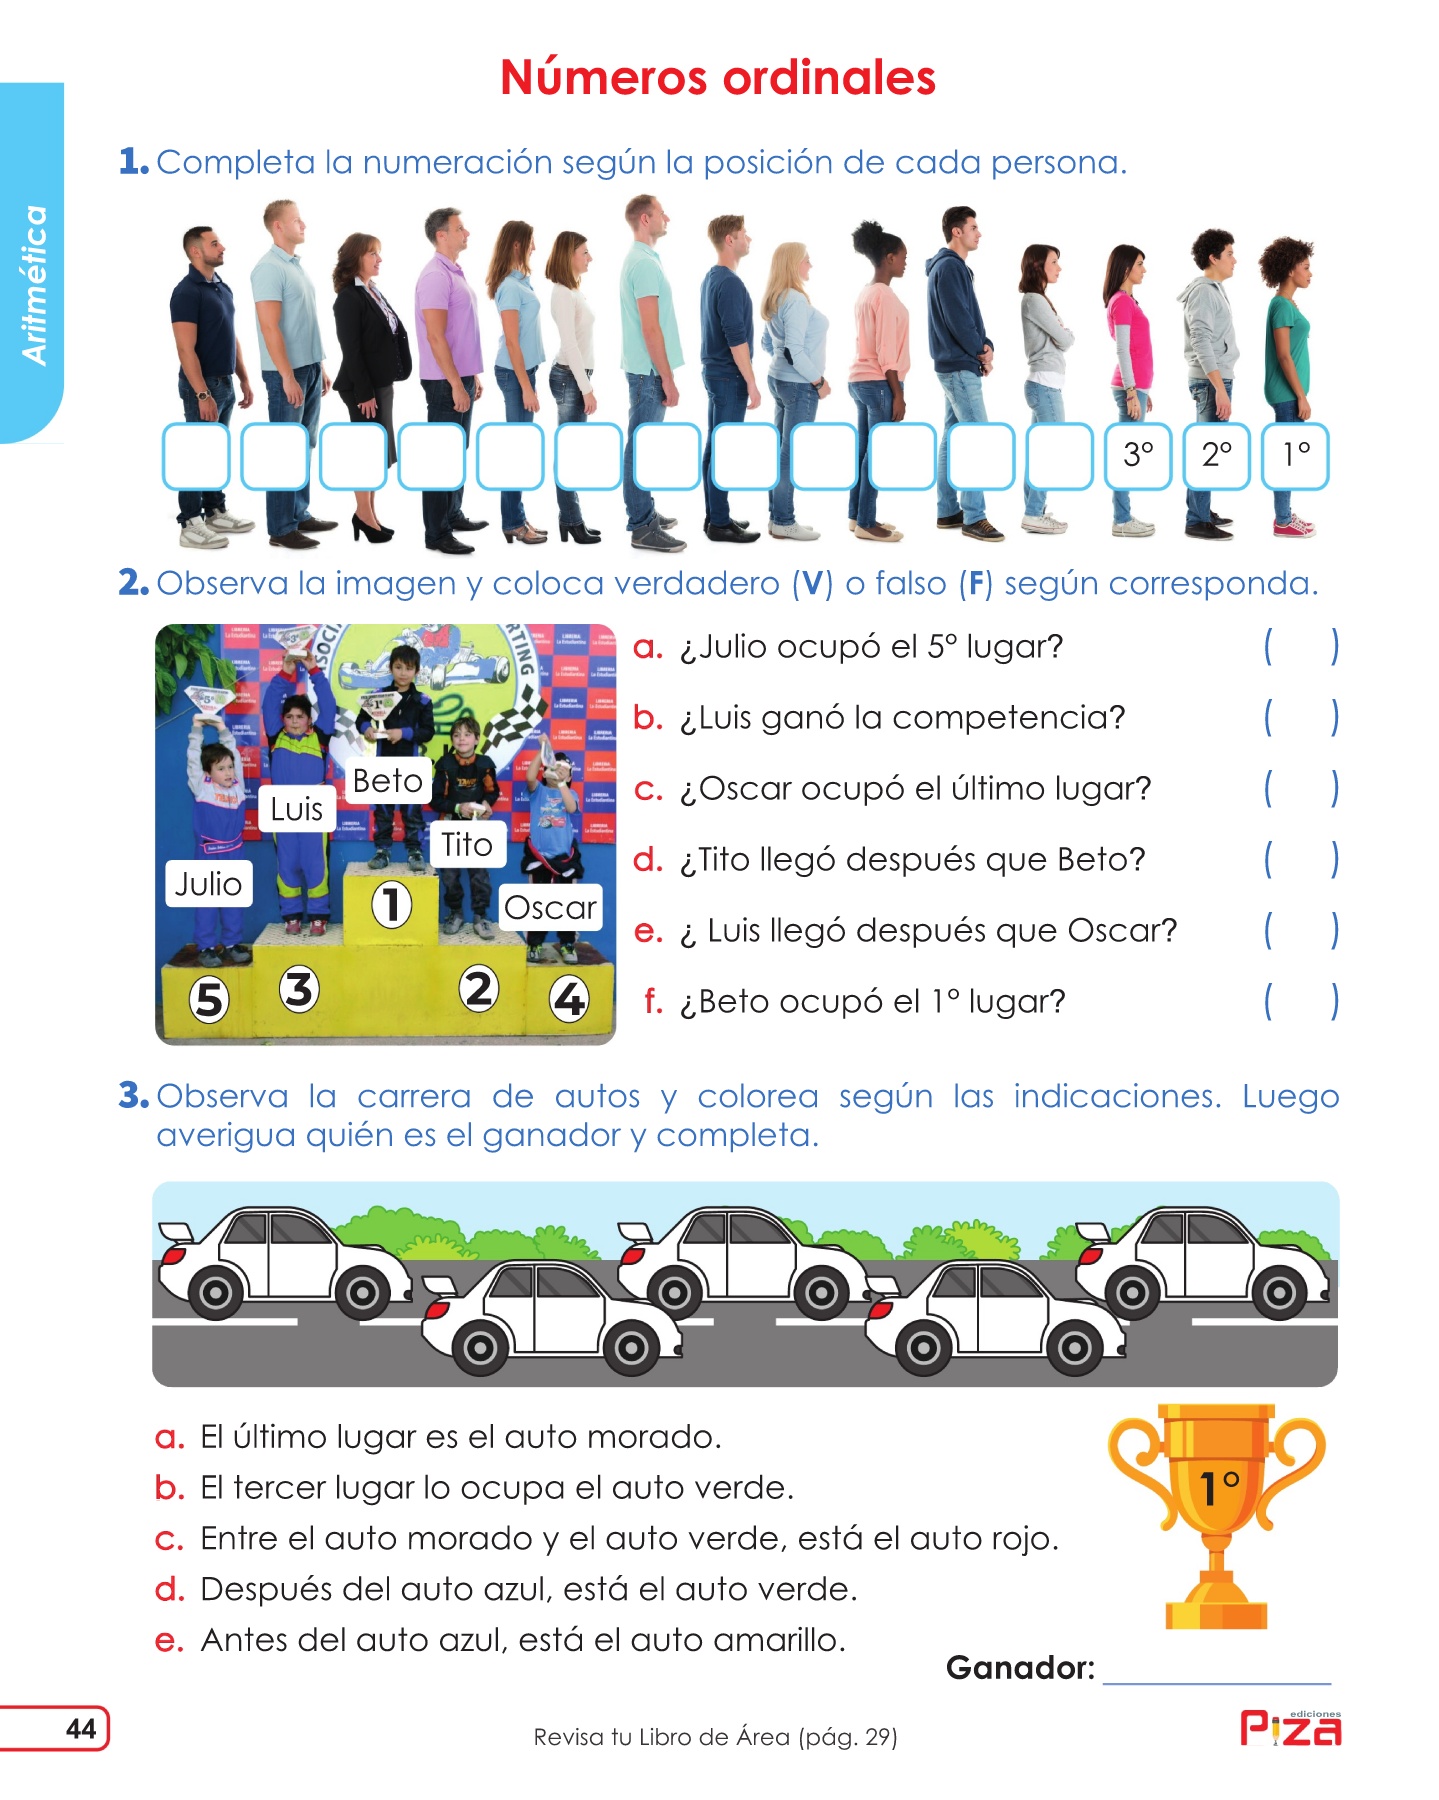 Números ordinales
Aritmética
1. Completa la numeración según la posición de cada persona.
3° 2° 1°
2. Observa la imagen y coloca verdadero (V) o falso (F) según corresponda.
a. ¿Julio ocupó el 5° lugar? ( )
b. ¿Luis ganó la competencia? ( )
c. ¿Oscar ocupó el último lugar? ( )
d. ¿Tito llegó después que Beto? ( )
e. ¿ Luis llegó después que Oscar? ( )
f. ¿Beto ocupó el 1° lugar? ( )
Beto
Luis
Tito
Julio
Oscar
1
5 3 2 4
3. Observa la carrera de autos y colorea según las indicaciones. Luego
averigua quién es el ganador y completa.
a. El último lugar es el auto morado.
b. El tercer lugar lo ocupa el auto verde.
c. Entre el auto morado y el auto verde, está el auto rojo.
d. Después del auto azul, está el auto verde.
e. Antes del auto azul, está el auto amarillo.
1°
Ganador:
44
Revisa tu Libro de Área (pág. 29)
ediciones
Piza